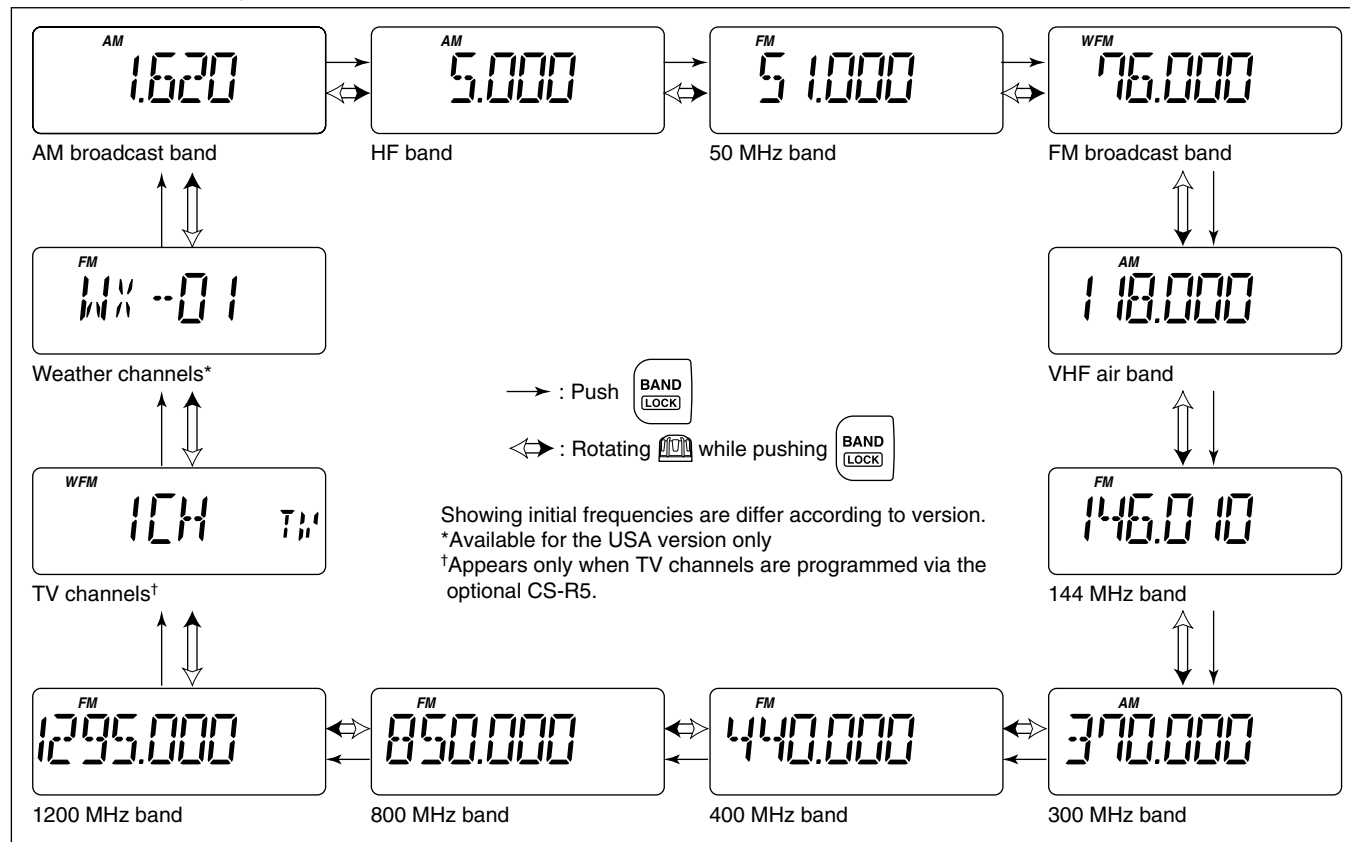 AM
1.620
AM broadcast band
AM
5.000
HF band
FM
51.000
50 MHz band
WFM
76.000
FM broadcast band
FM
WX--01
Weather channels*
AM
118.000
VHF air band
: Push BAND LOCK
: Rotating while pushing BAND LOCK
WFM
1CH TV
TV channels†
Showing initial frequencies are differ according to version.
*Available for the USA version only
†Appears only when TV channels are programmed via the
optional CS-R5.
FM
146.010
144 MHz band
FM
1295.000
1200 MHz band
FM
850.000
800 MHz band
FM
440.000
400 MHz band
AM
370.000
300 MHz band